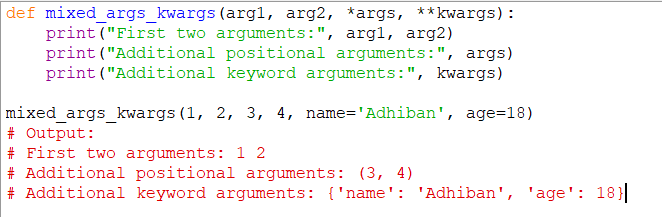 def mixed_args_kwargs(arg1, arg2, *args, **kwargs):
    print("First two arguments:", arg1, arg2)
    print("Additional positional arguments:", args)
    print("Additional keyword arguments:", kwargs)

mixed_args_kwargs(1, 2, 3, 4, name='Adhiban', age=18)
# Output:
# First two arguments: 1 2
# Additional positional arguments: (3, 4)
# Additional keyword arguments: {'name': 'Adhiban', 'age': 18}